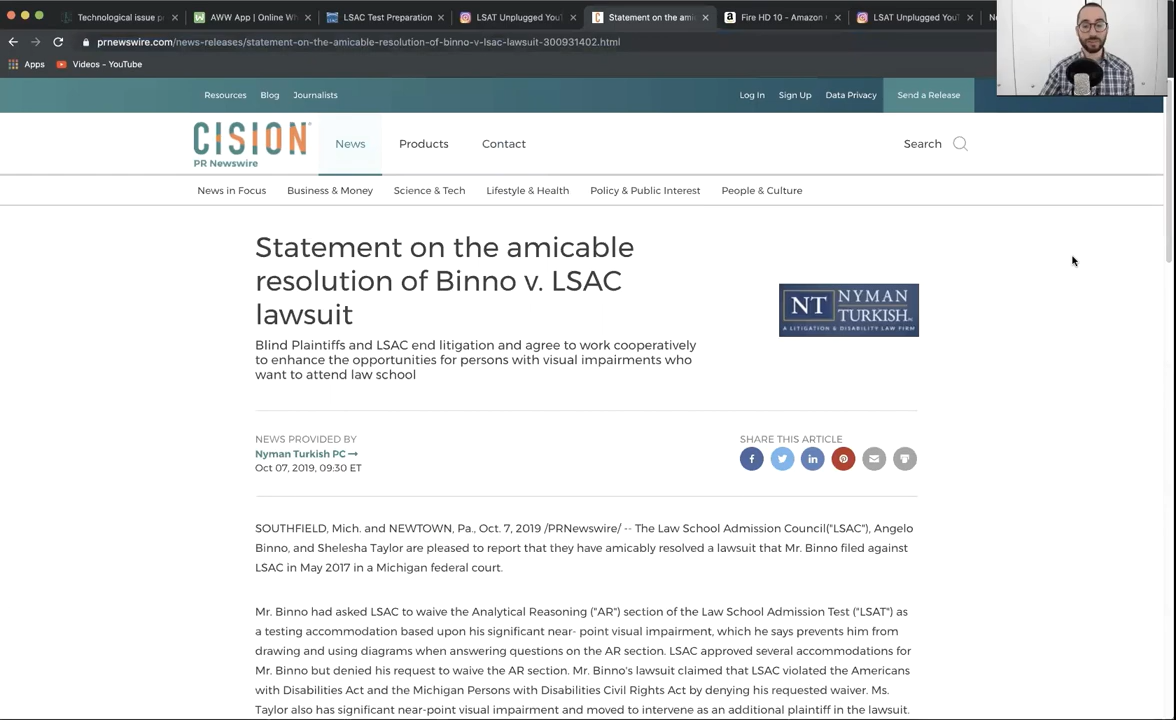 Technological issue p
AWW App | Online Wh
LSAC Test Preparation
LSAT Unplugged You
Statement on the ami
Fire HD 10 - Amazon
LSAT Unplugged You
prnewswire.com/news-releases/statement-on-the-amicable-resolution-of-binno-v-lsac-lawsuit-300931402.html
Apps
Videos - YouTube
Resources Blog Journalists
Log In Sign Up Data Privacy Send a Release
CISION
PR Newswire
News Products Contact
Search
News in Focus Business & Money Science & Tech Lifestyle & Health Policy & Public Interest People & Culture
Statement on the amicable
resolution of Binno v. LSAC
lawsuit
NT NYMAN
TURKISH PC
A LITIGATION & DISABILITY LAW FIRM
Blind Plaintiffs and LSAC end litigation and agree to work cooperatively
to enhance the opportunities for persons with visual impairments who
want to attend law school
NEWS PROVIDED BY
Nyman Turkish PC →
Oct 07, 2019, 09:30 ET
SHARE THIS ARTICLE
SOUTHFIELD, Mich. and NEWTOWN, Pa., Oct. 7, 2019 /PRNewswire/ -- The Law School Admission Council("LSAC"), Angelo
Binno, and Shelesha Taylor are pleased to report that they have amicably resolved a lawsuit that Mr. Binno filed against
LSAC in May 2017 in a Michigan federal court.
Mr. Binno had asked LSAC to waive the Analytical Reasoning ("AR") section of the Law School Admission Test ("LSAT") as
a testing accommodation based upon his significant near- point visual impairment, which he says prevents him from
drawing and using diagrams when answering questions on the AR section. LSAC approved several accommodations for
Mr. Binno but denied his request to waive the AR section. Mr. Binno's lawsuit claimed that LSAC violated the Americans
with Disabilities Act and the Michigan Persons with Disabilities Civil Rights Act by denying his requested waiver. Ms.
Taylor also has significant near-point visual impairment and moved to intervene as an additional plaintiff in the lawsuit.